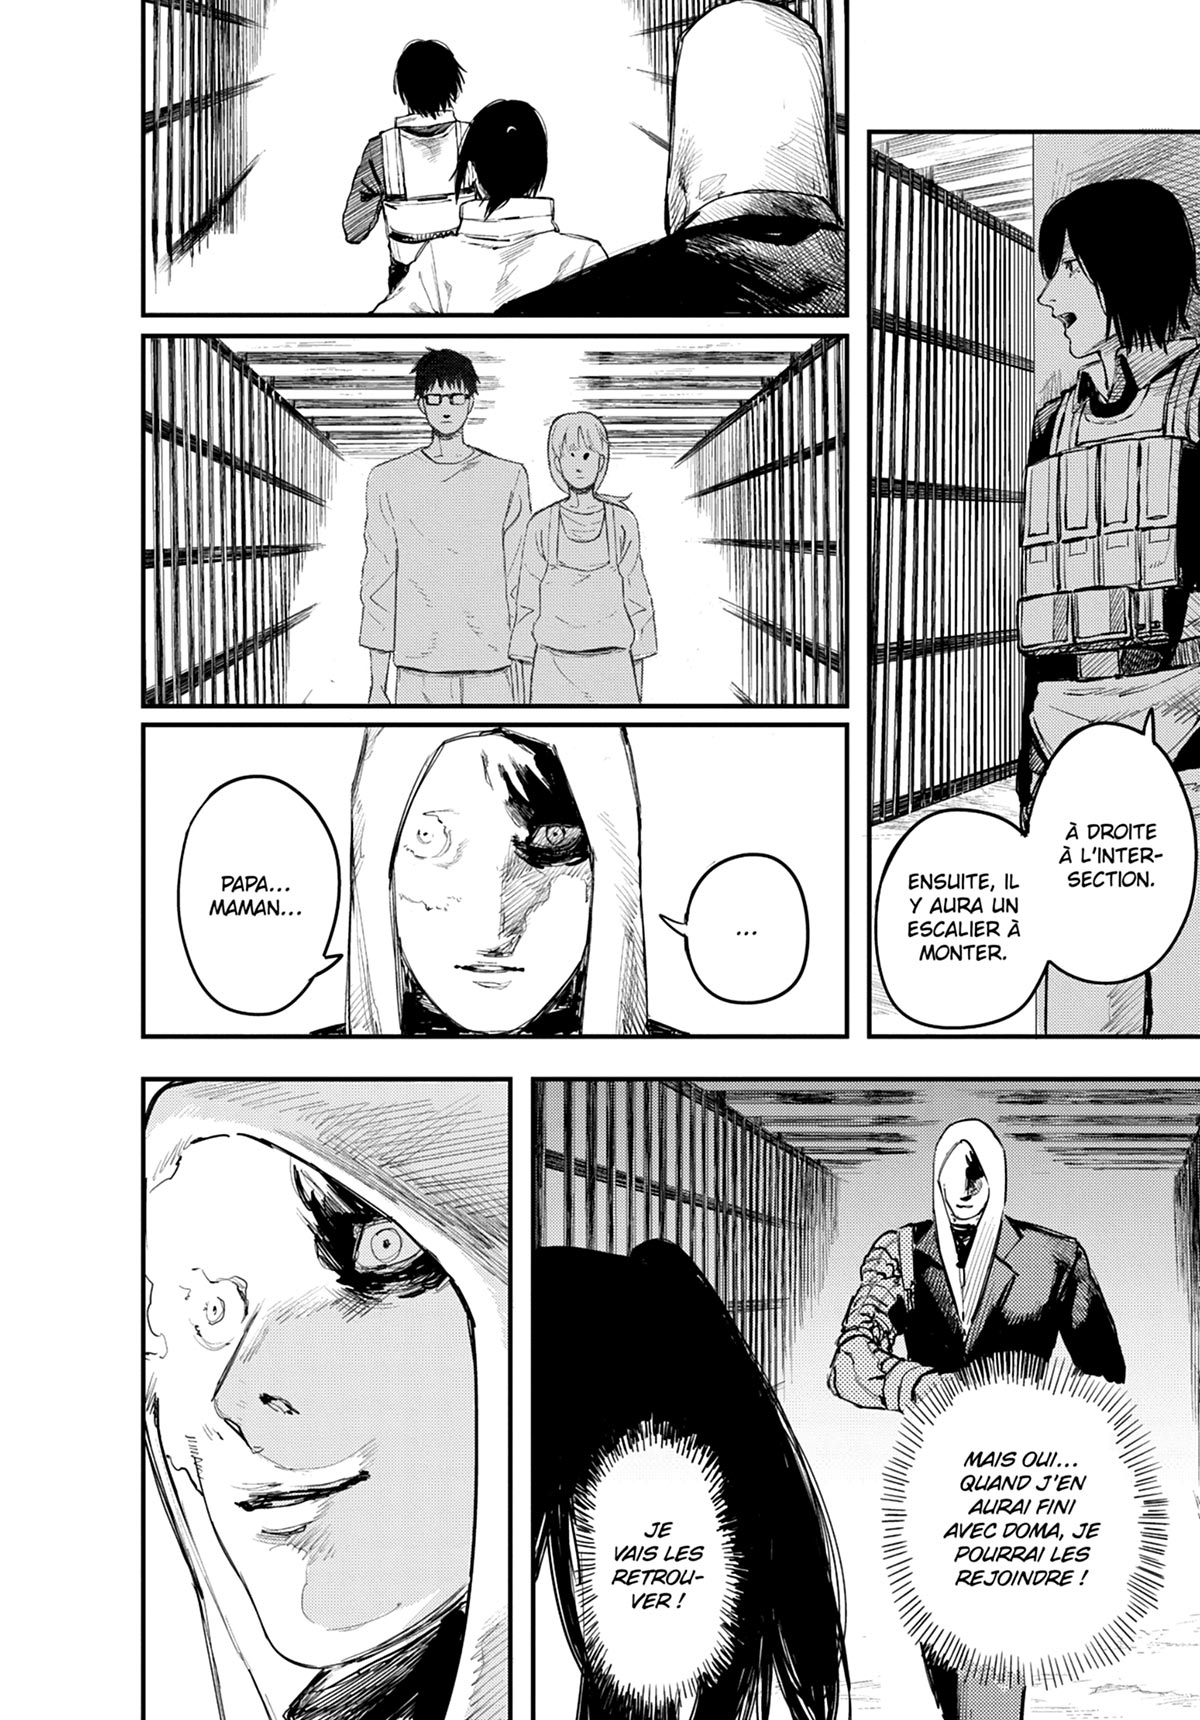 À DROITE
À L'INTER-
SECTION.
ENSUITE, IL
Y AURA UN
ESCALIER À
MONTER.
...
PAPA...
MAMAN...
MAIS OUI...
QUAND J'EN
AURAI FINI
AVEC DOMA, JE
POURRAI LES
REJOINDRE !
JE
VAIS LES
RETROU-
VER !